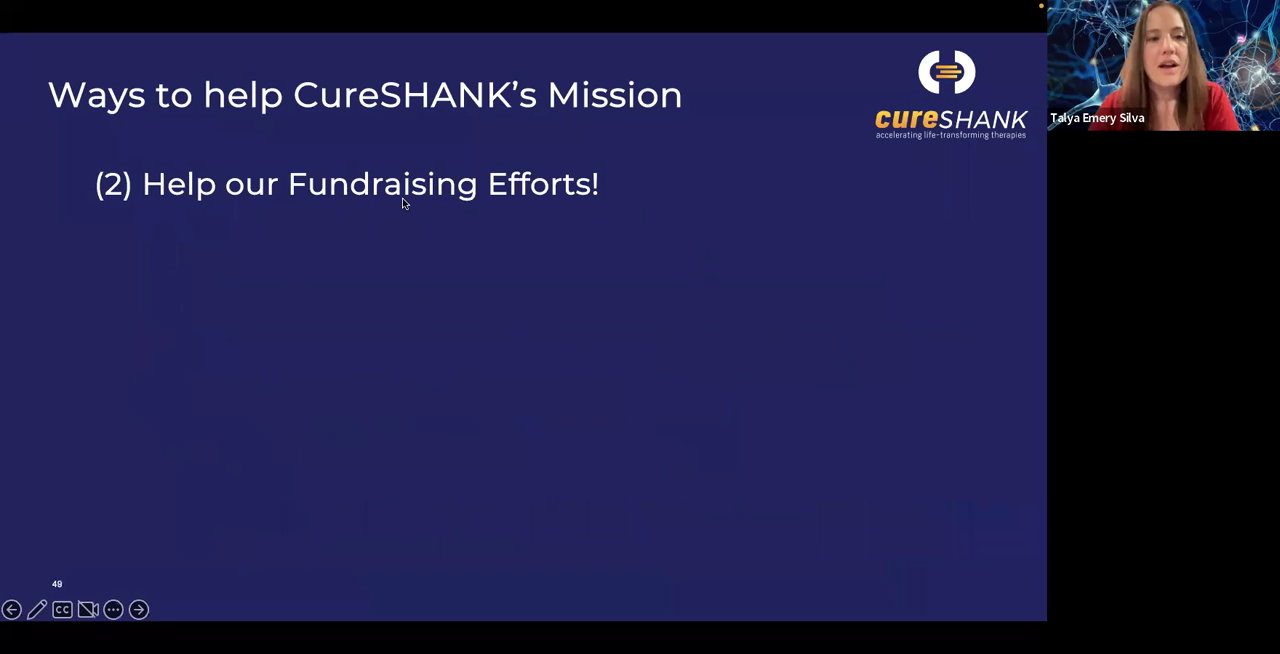 Ways to help CureSHANK's Mission
cureSHANK
accelerating life-transforming therapies
Talya Emery Silva
(2) Help our Fundraising Efforts!
49
CC